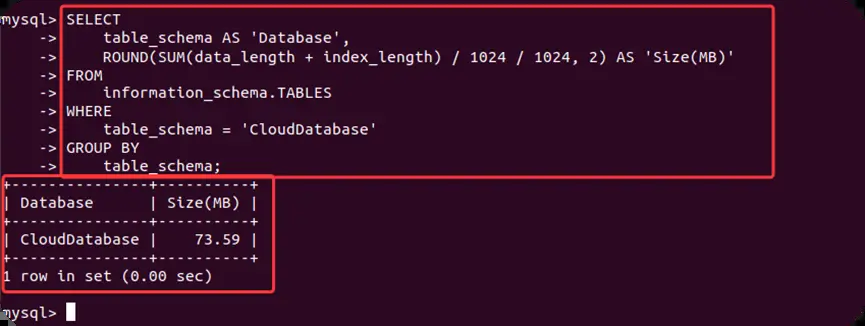 mysql> SELECT
    ->     table_schema AS 'Database',
    ->     ROUND(SUM(data_length + index_length) / 1024 / 1024, 2) AS 'Size(MB)'
    -> FROM
    ->     information_schema.TABLES
    -> WHERE
    ->     table_schema = 'CloudDatabase'
    -> GROUP BY
    ->     table_schema;
+---------------+----------+
| Database      | Size(MB) |
+---------------+----------+
| CloudDatabase |    73.59 |
+---------------+----------+
1 row in set (0.00 sec)
mysql>